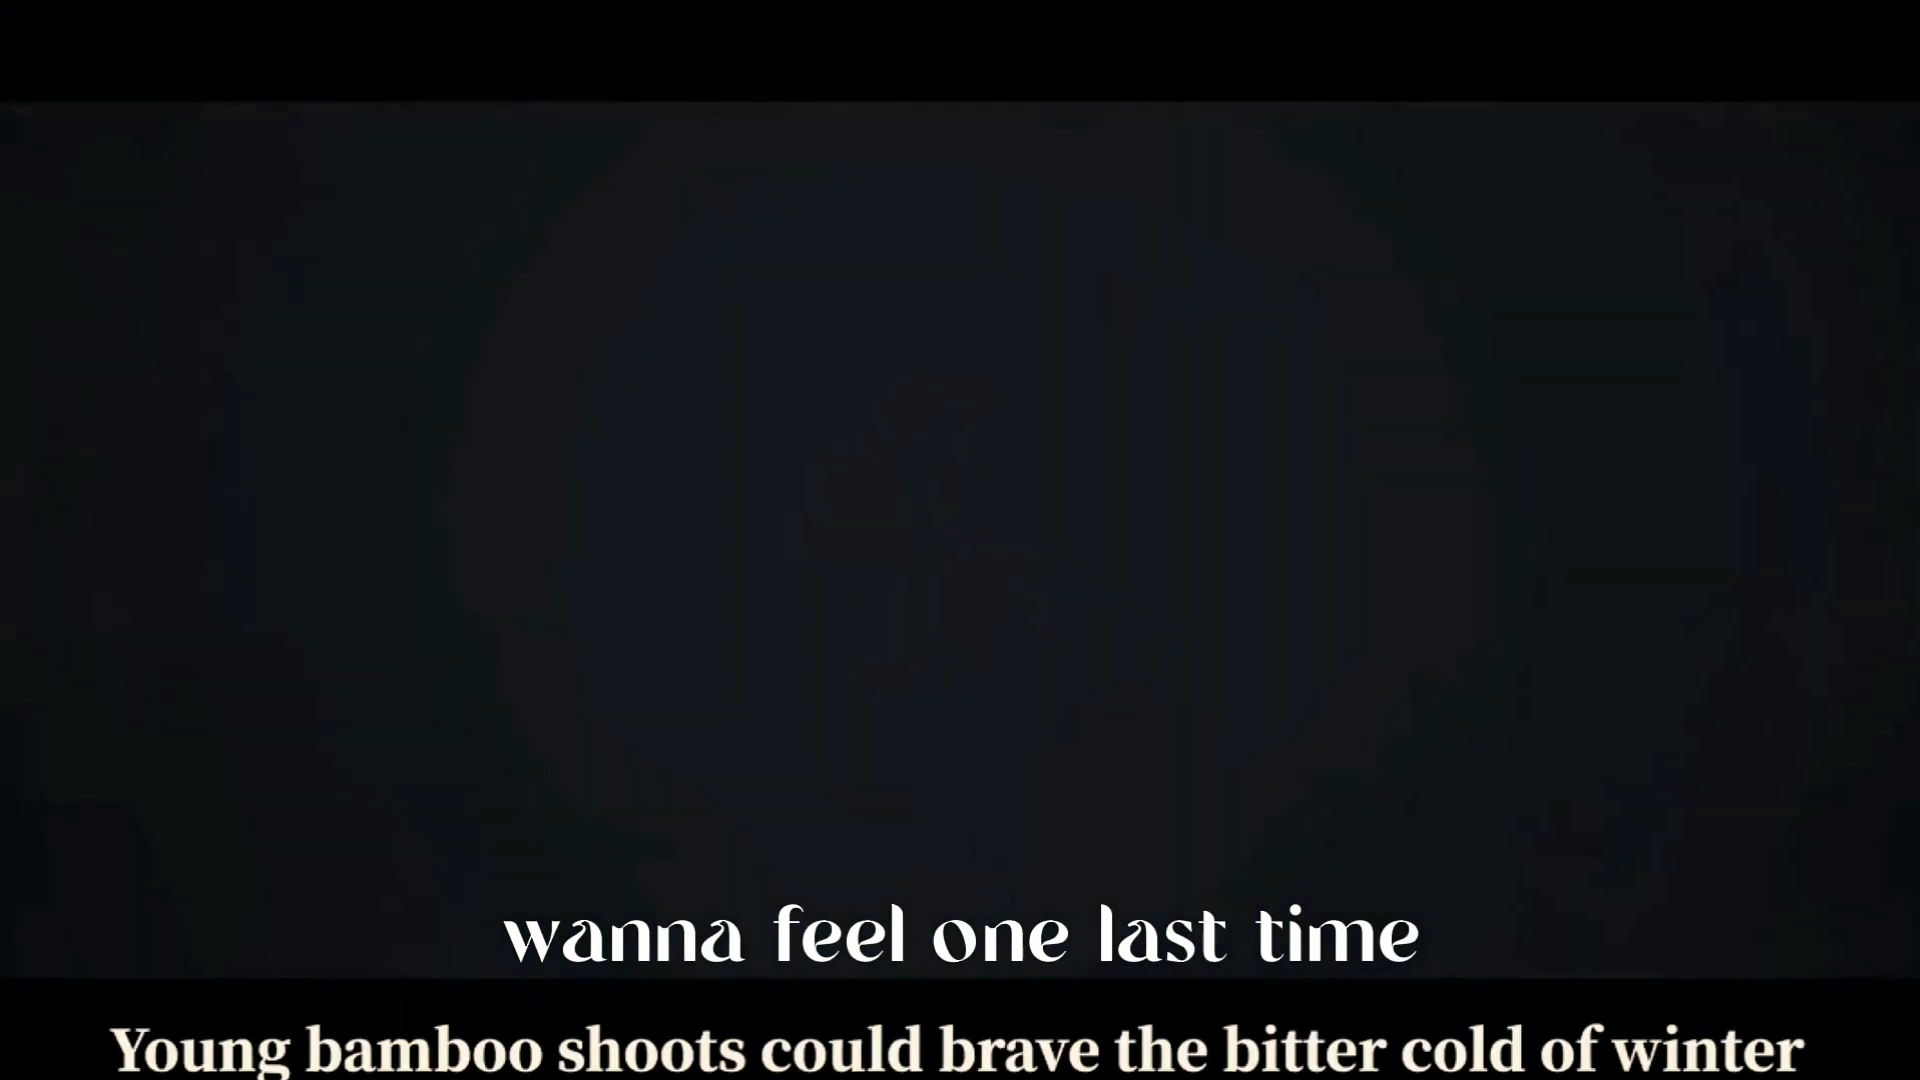 wanna feel one last time
Young bamboo shoots could brave the bitter cold of winter